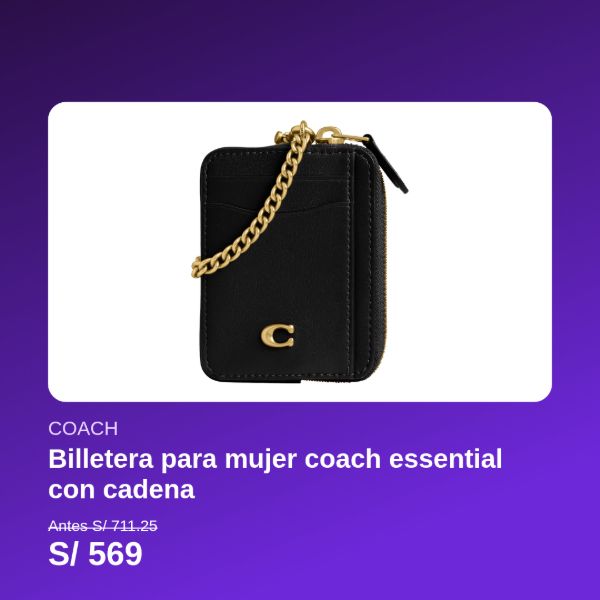 COACH
Billetera para mujer coach essential
con cadena
Antes S/ 711.25
S/ 569